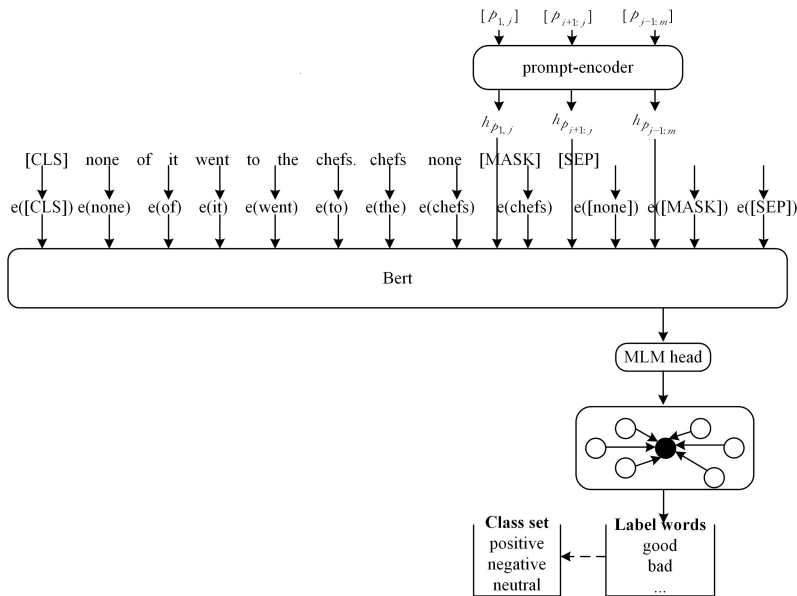 [p1, j] [pi+1: j] [pj−1: m]
prompt-encoder
hp1, j hpi+1: j hpj−1: m
[CLS] none of it went to the chefs. chefs none [MASK] [SEP]
e([CLS]) e(none) e(of) e(it) e(went) e(to) e(the) e(chefs) e(chefs) e([none]) e([MASK]) e([SEP])
Bert
MLM head
Class set
positive
negative
neutral
Label words
good
bad
...